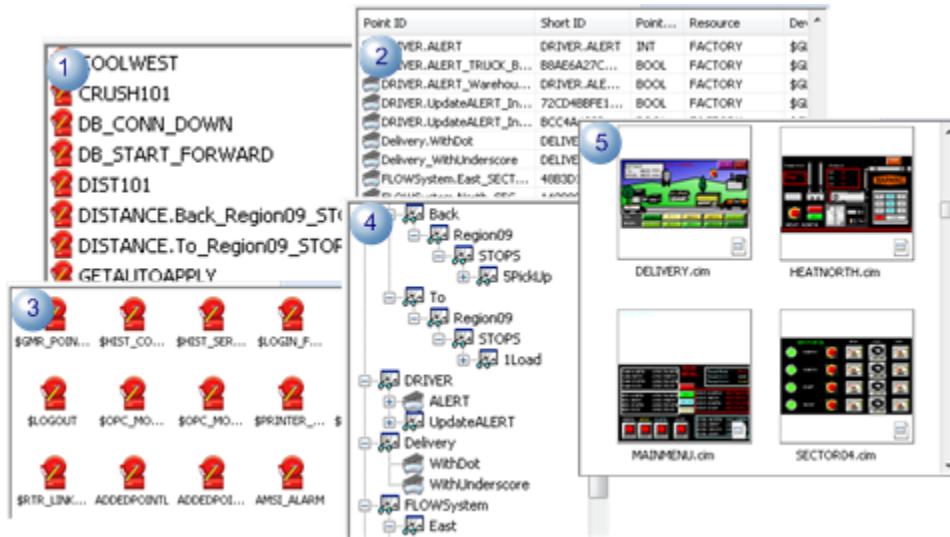 1
COOLWEST
CRUSH101
DB_CONN_DOWN
DB_START_FORWARD
DIST101
DISTANCE.Back_Region09_STO
DISTANCE.To_Region09_STOP
GETAUTOAPPLY
2
Point ID Short ID Point... Resource
DRIVER.ALERT DRIVER.ALERT INT FACTORY
DRIVER.ALERT_TRUCK_B... B8AE6A27C... BOOL FACTORY
DRIVER.ALERT_Warehou... DRIVER.ALE... BOOL FACTORY
DRIVER.UpdateALERT_In... 72CD48BFE1... BOOL FACTORY
DRIVER.UpdateALERT_In... BOOL FACTORY
Delivery.WithDot
Delivery_WithUnderscore
FLOWSystem.East_SECT...
3
$GMR_POIN... $HIST_CO... $HIST_SER... $LOGIN_F...
$LOGOUT $OPC_MO... $OPC_MO... $PRINTER_...
$RTR_LINK... ADDEDPOINTL ADDEDPOI... AMSI_ALARM
4
Back
Region09
STOPS
5PickUp
To
Region09
STOPS
1Load
DRIVER
ALERT
UpdateALERT
Delivery
WithDot
WithUnderscore
FLOWSystem
East
5
DELIVERY.cim HEATNORTH.cim
MAINMENU.cim SECTOR04.cim